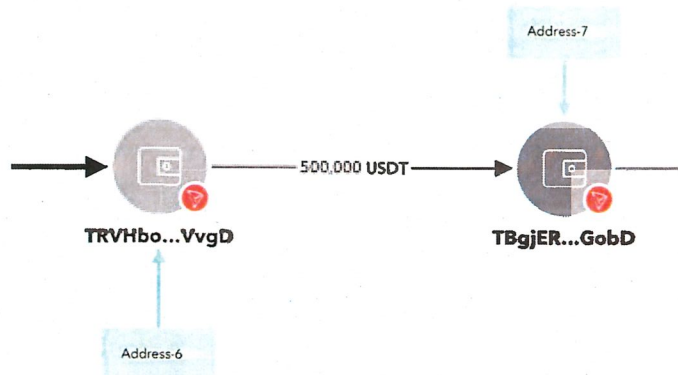 Address-7
500,000 USDT
TRVHbo...VvgD
TBgjER...GobD
Address-6